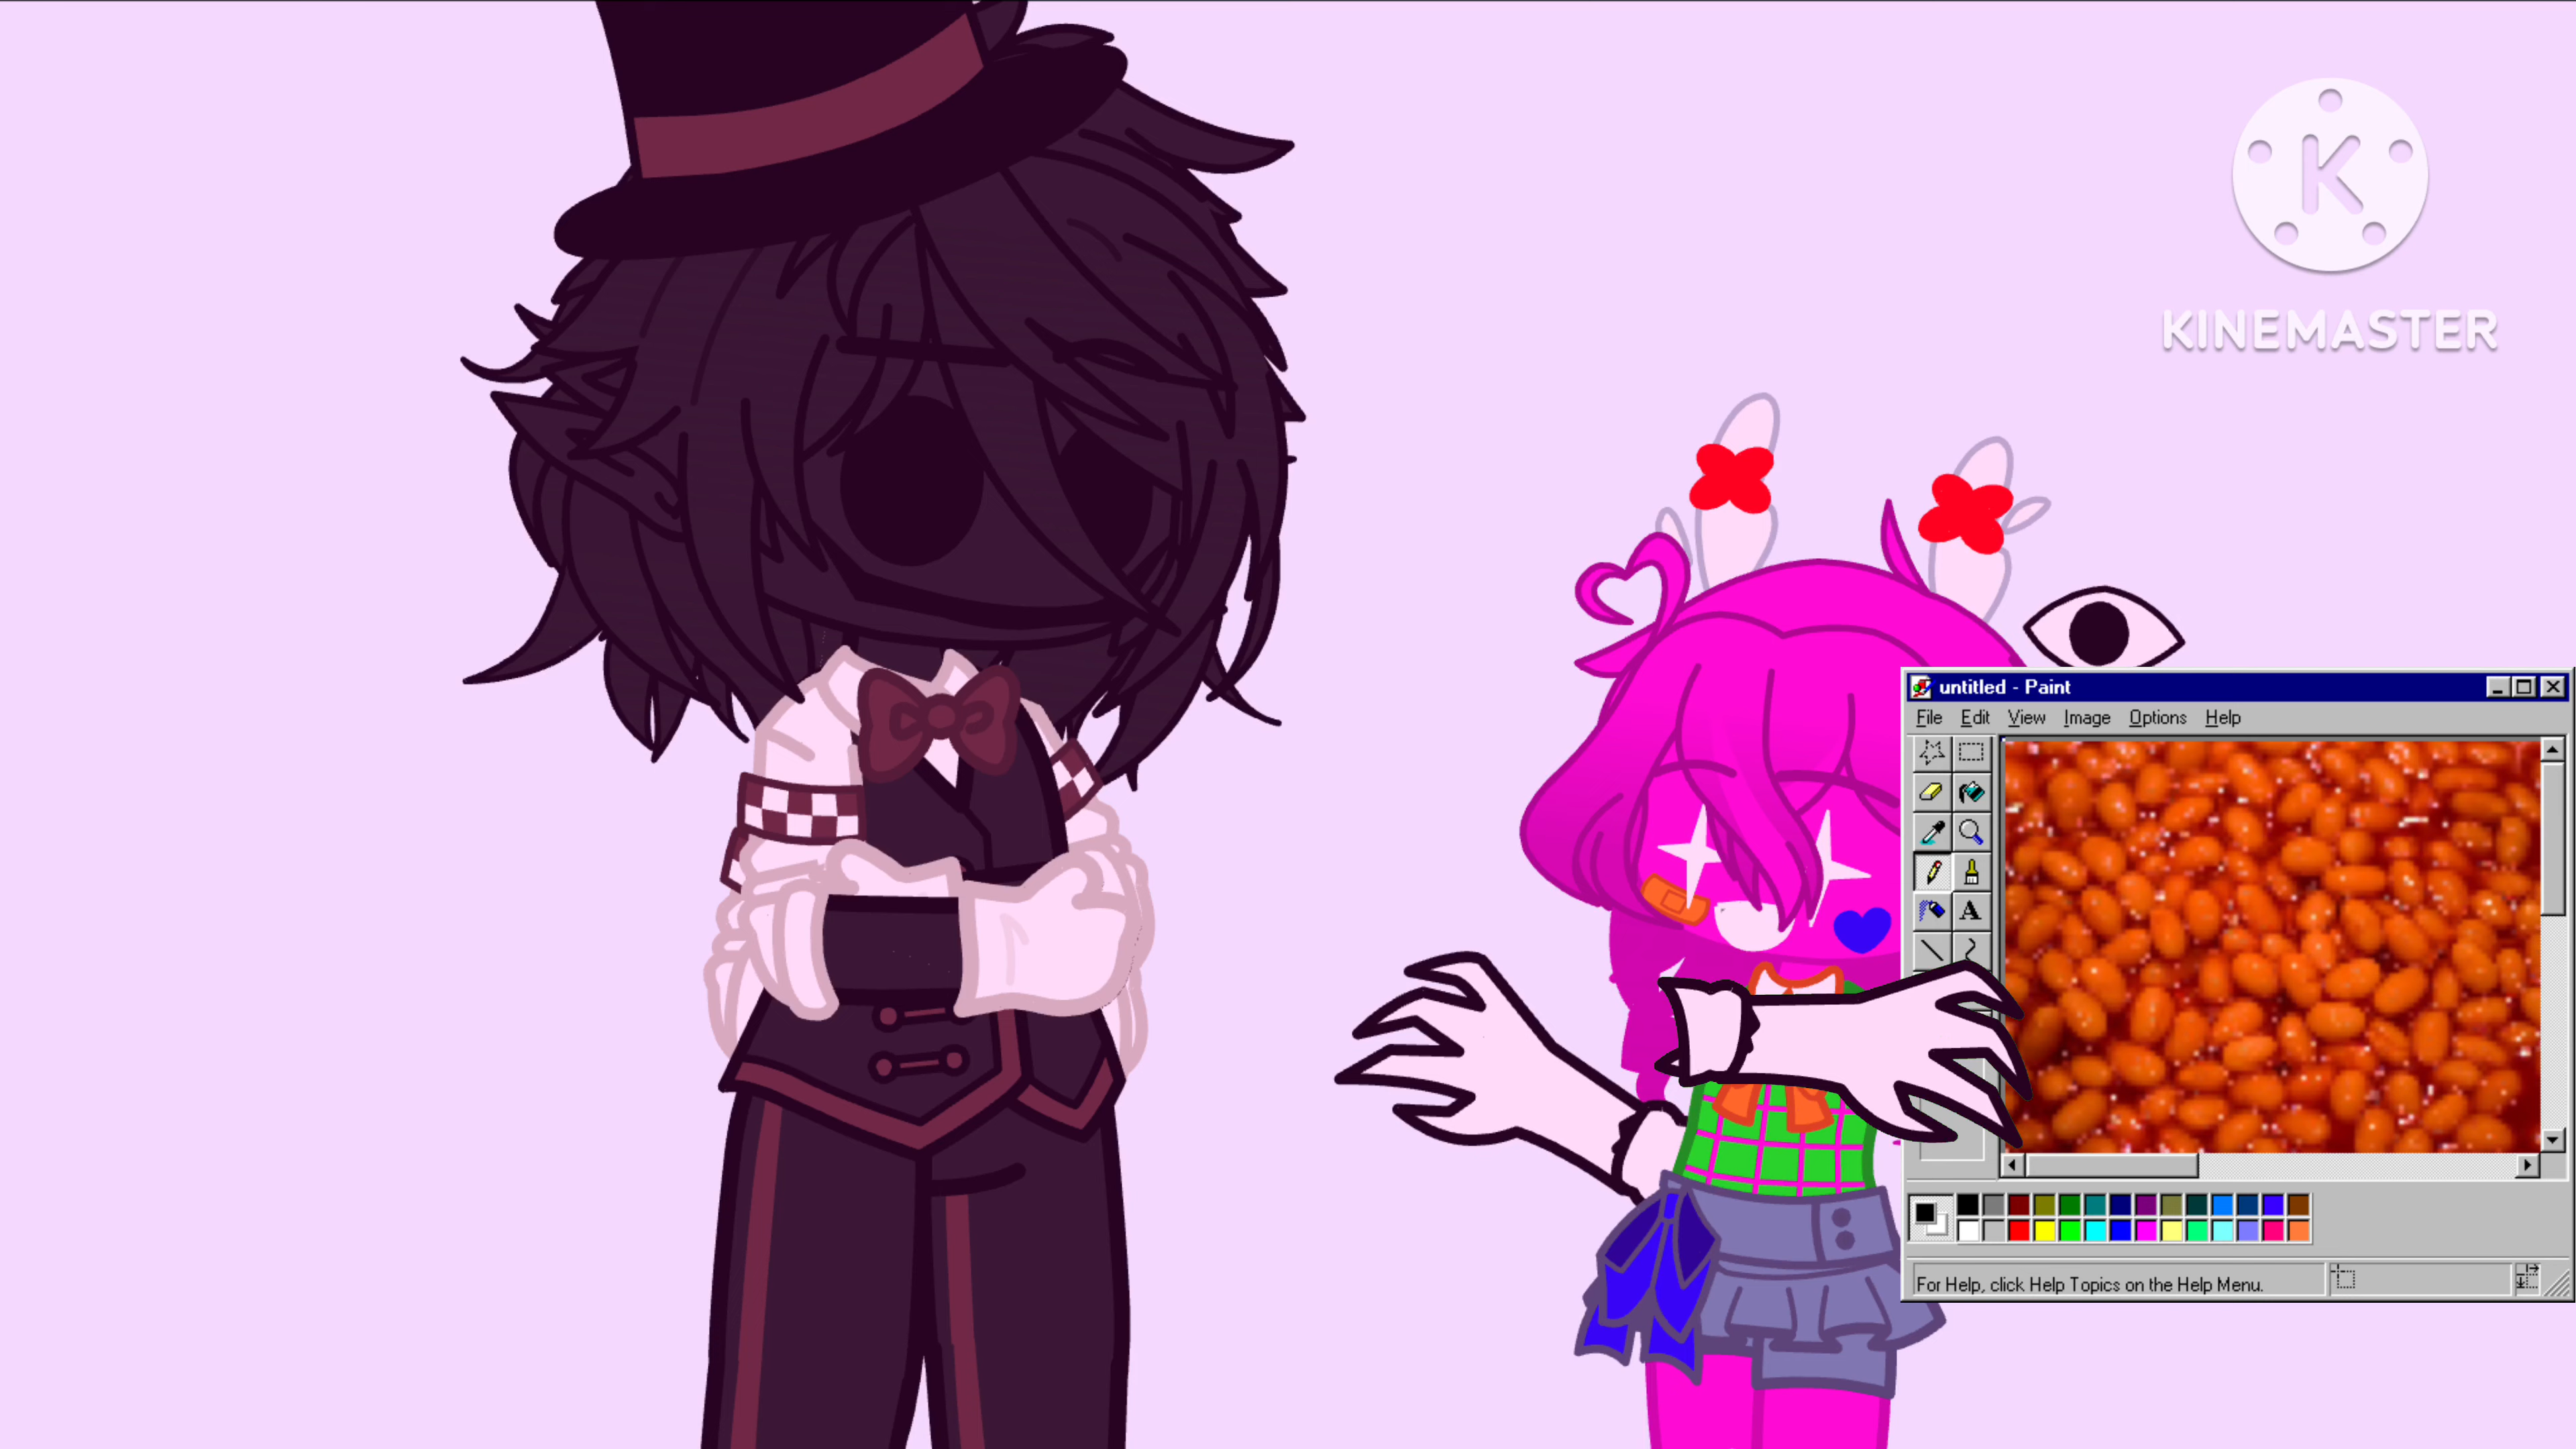 K
KINEMASTER
untitled - Paint
File Edit View Image Options Help
A
For Help, click Help Topics on the Help Menu.